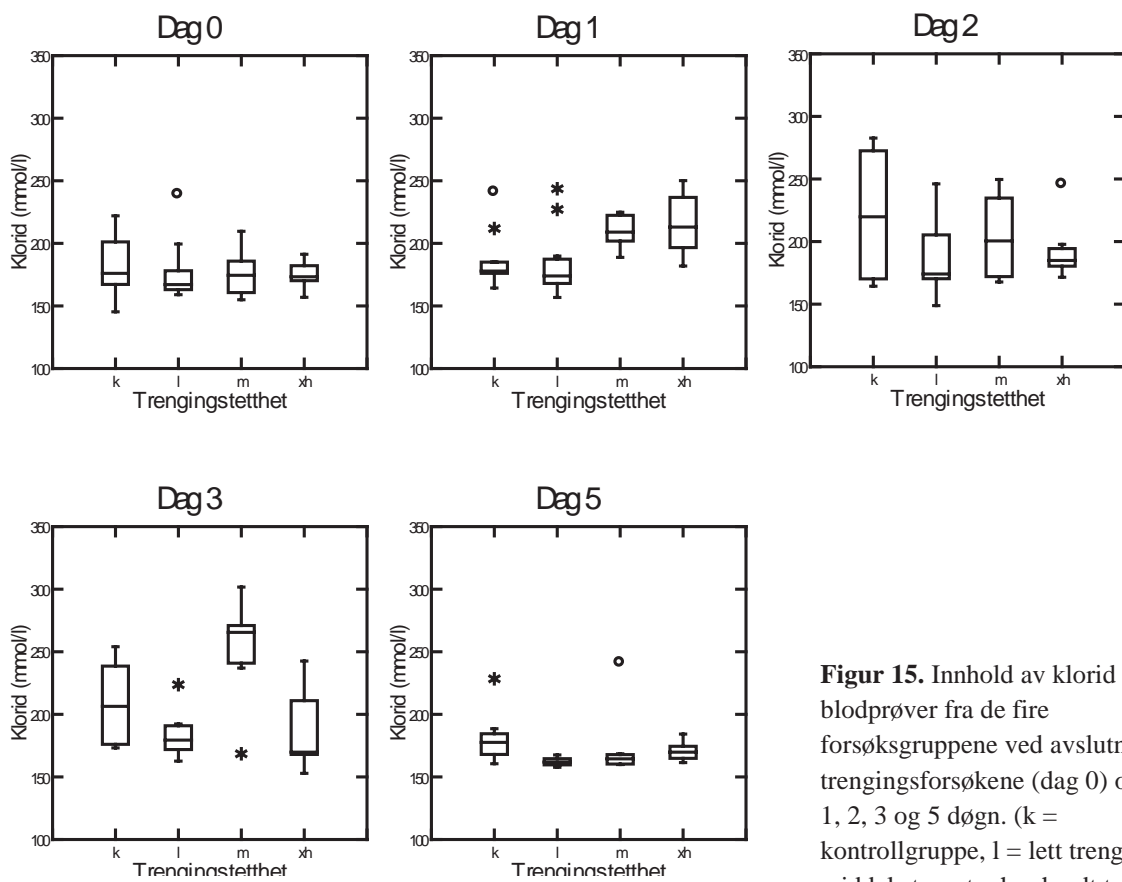 Dag 0
Klorid (mmol/l)
350
300
250
200
150
100
k l m xh
Trengingstetthet
Dag 1
Klorid (mmol/l)
350
300
250
200
150
100
k l m xh
Trengingstetthet
Dag 2
Klorid (mmol/l)
350
300
250
200
150
100
k l m xh
Trengingstetthet
Dag 3
Klorid (mmol/l)
350
300
250
200
150
100
k l m xh
Trengingstetthet
Dag 5
Klorid (mmol/l)
350
300
250
200
150
100
k l m xh
Trengingstetthet
Figur 15. Innhold av klorid
blodprøver fra de fire
forsøksgruppene ved avslutn
trengingsforsøkene (dag 0) o
1, 2, 3 og 5 døgn. (k =
kontrollgruppe, l = lett treng